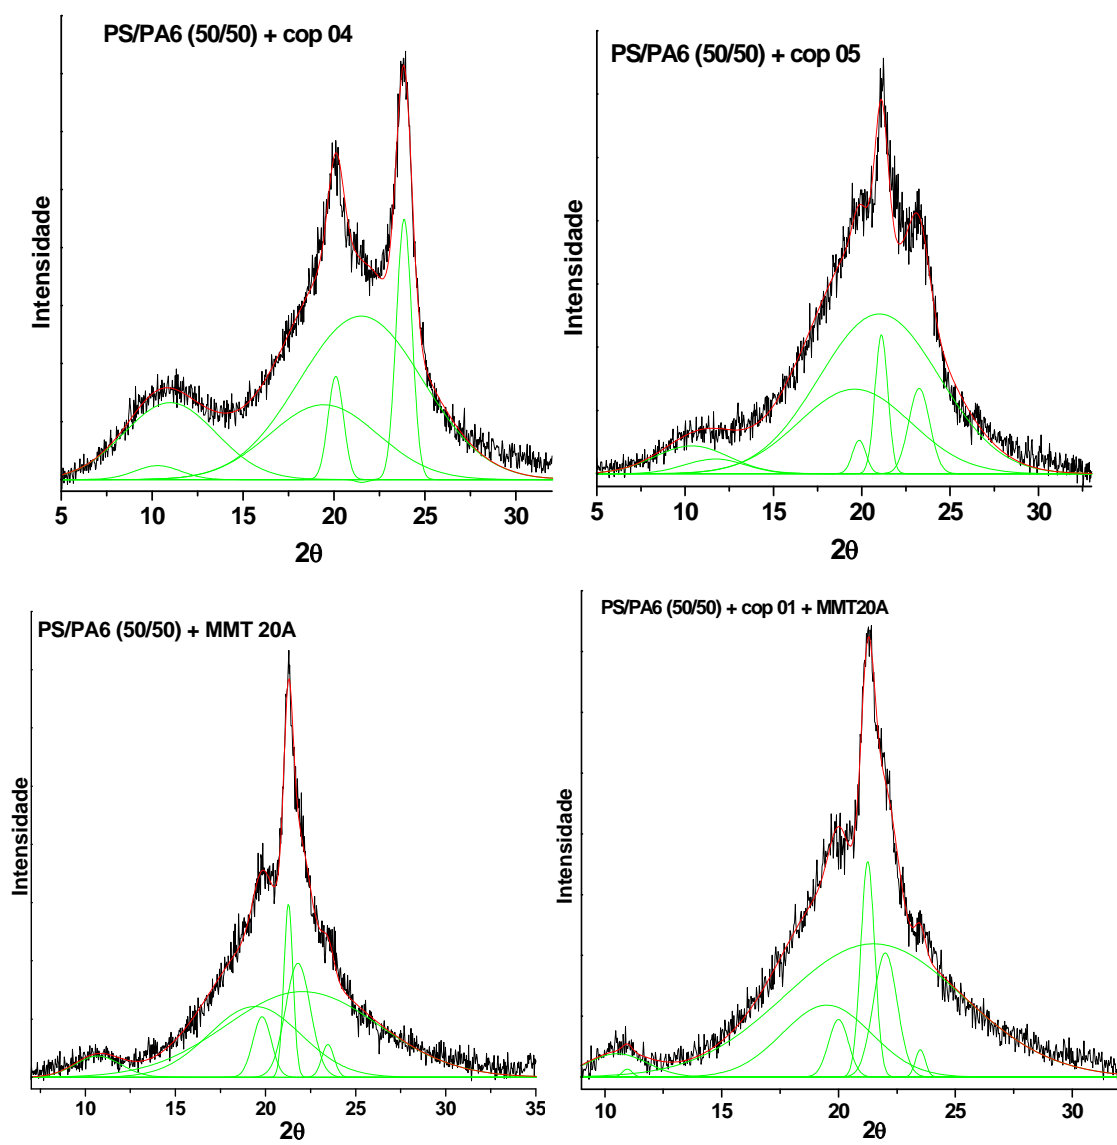 PS/PA6 (50/50) + cop 04
Intensidade
5 10 15 20 25 30
2θ
PS/PA6 (50/50) + cop 05
Intensidade
5 10 15 20 25 30
2θ
PS/PA6 (50/50) + MMT 20A
Intensidade
10 15 20 25 30 35
2θ
PS/PA6 (50/50) + cop 01 + MMT20A
Intensidade
10 15 20 25 30
2θ